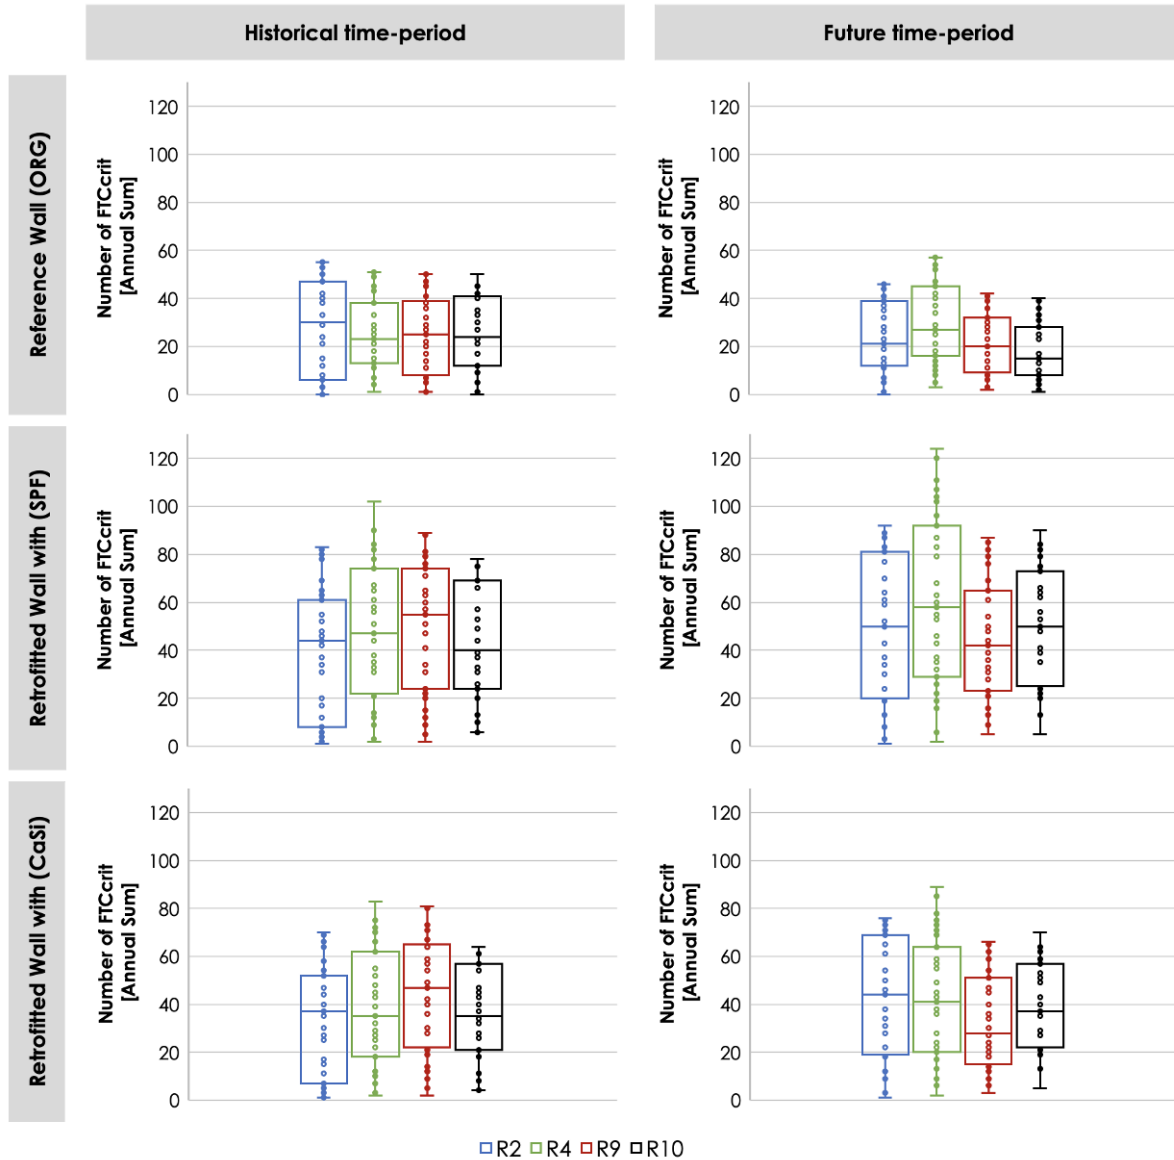 Historical time-period
Future time-period
Reference Wall (ORG)
Number of FTCcrit
[Annual Sum]
120
100
80
60
40
20
0
Number of FTCcrit
[Annual Sum]
120
100
80
60
40
20
0
Retrofitted Wall with (SPF)
Number of FTCcrit
[Annual Sum]
120
100
80
60
40
20
0
Number of FTCcrit
[Annual Sum]
120
100
80
60
40
20
0
Retrofitted Wall with (CaSi)
Number of FTCcrit
[Annual Sum]
120
100
80
60
40
20
0
Number of FTCcrit
[Annual Sum]
120
100
80
60
40
20
0
R2 R4 R9 R10